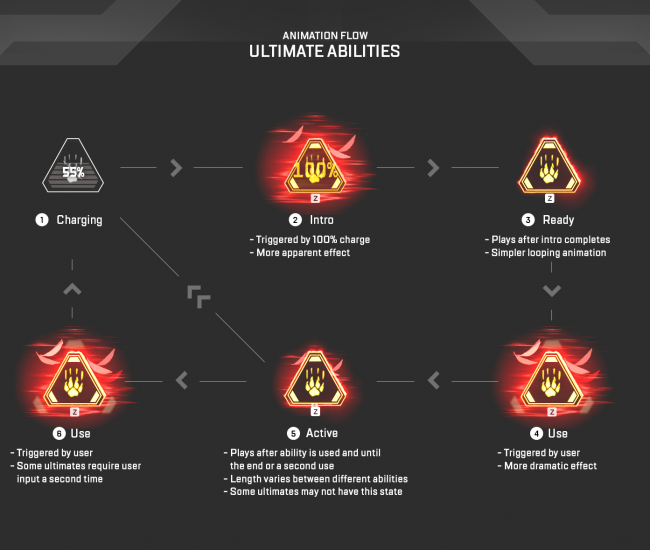 ANIMATION FLOW
ULTIMATE ABILITIES
55%
100%
Z
Z
1 Charging
2 Intro
3 Ready
- Triggered by 100% charge
- More apparent effect
- Plays after intro completes
- Simpler looping animation
Z
Z
Z
6 Use
5 Active
4 Use
- Triggered by user
- Some ultimates require user
input a second time
- Plays after ability is used and until
the end or a second use
- Length varies between different abilities
- Some ultimates may not have this state
- Triggered by user
- More dramatic effect